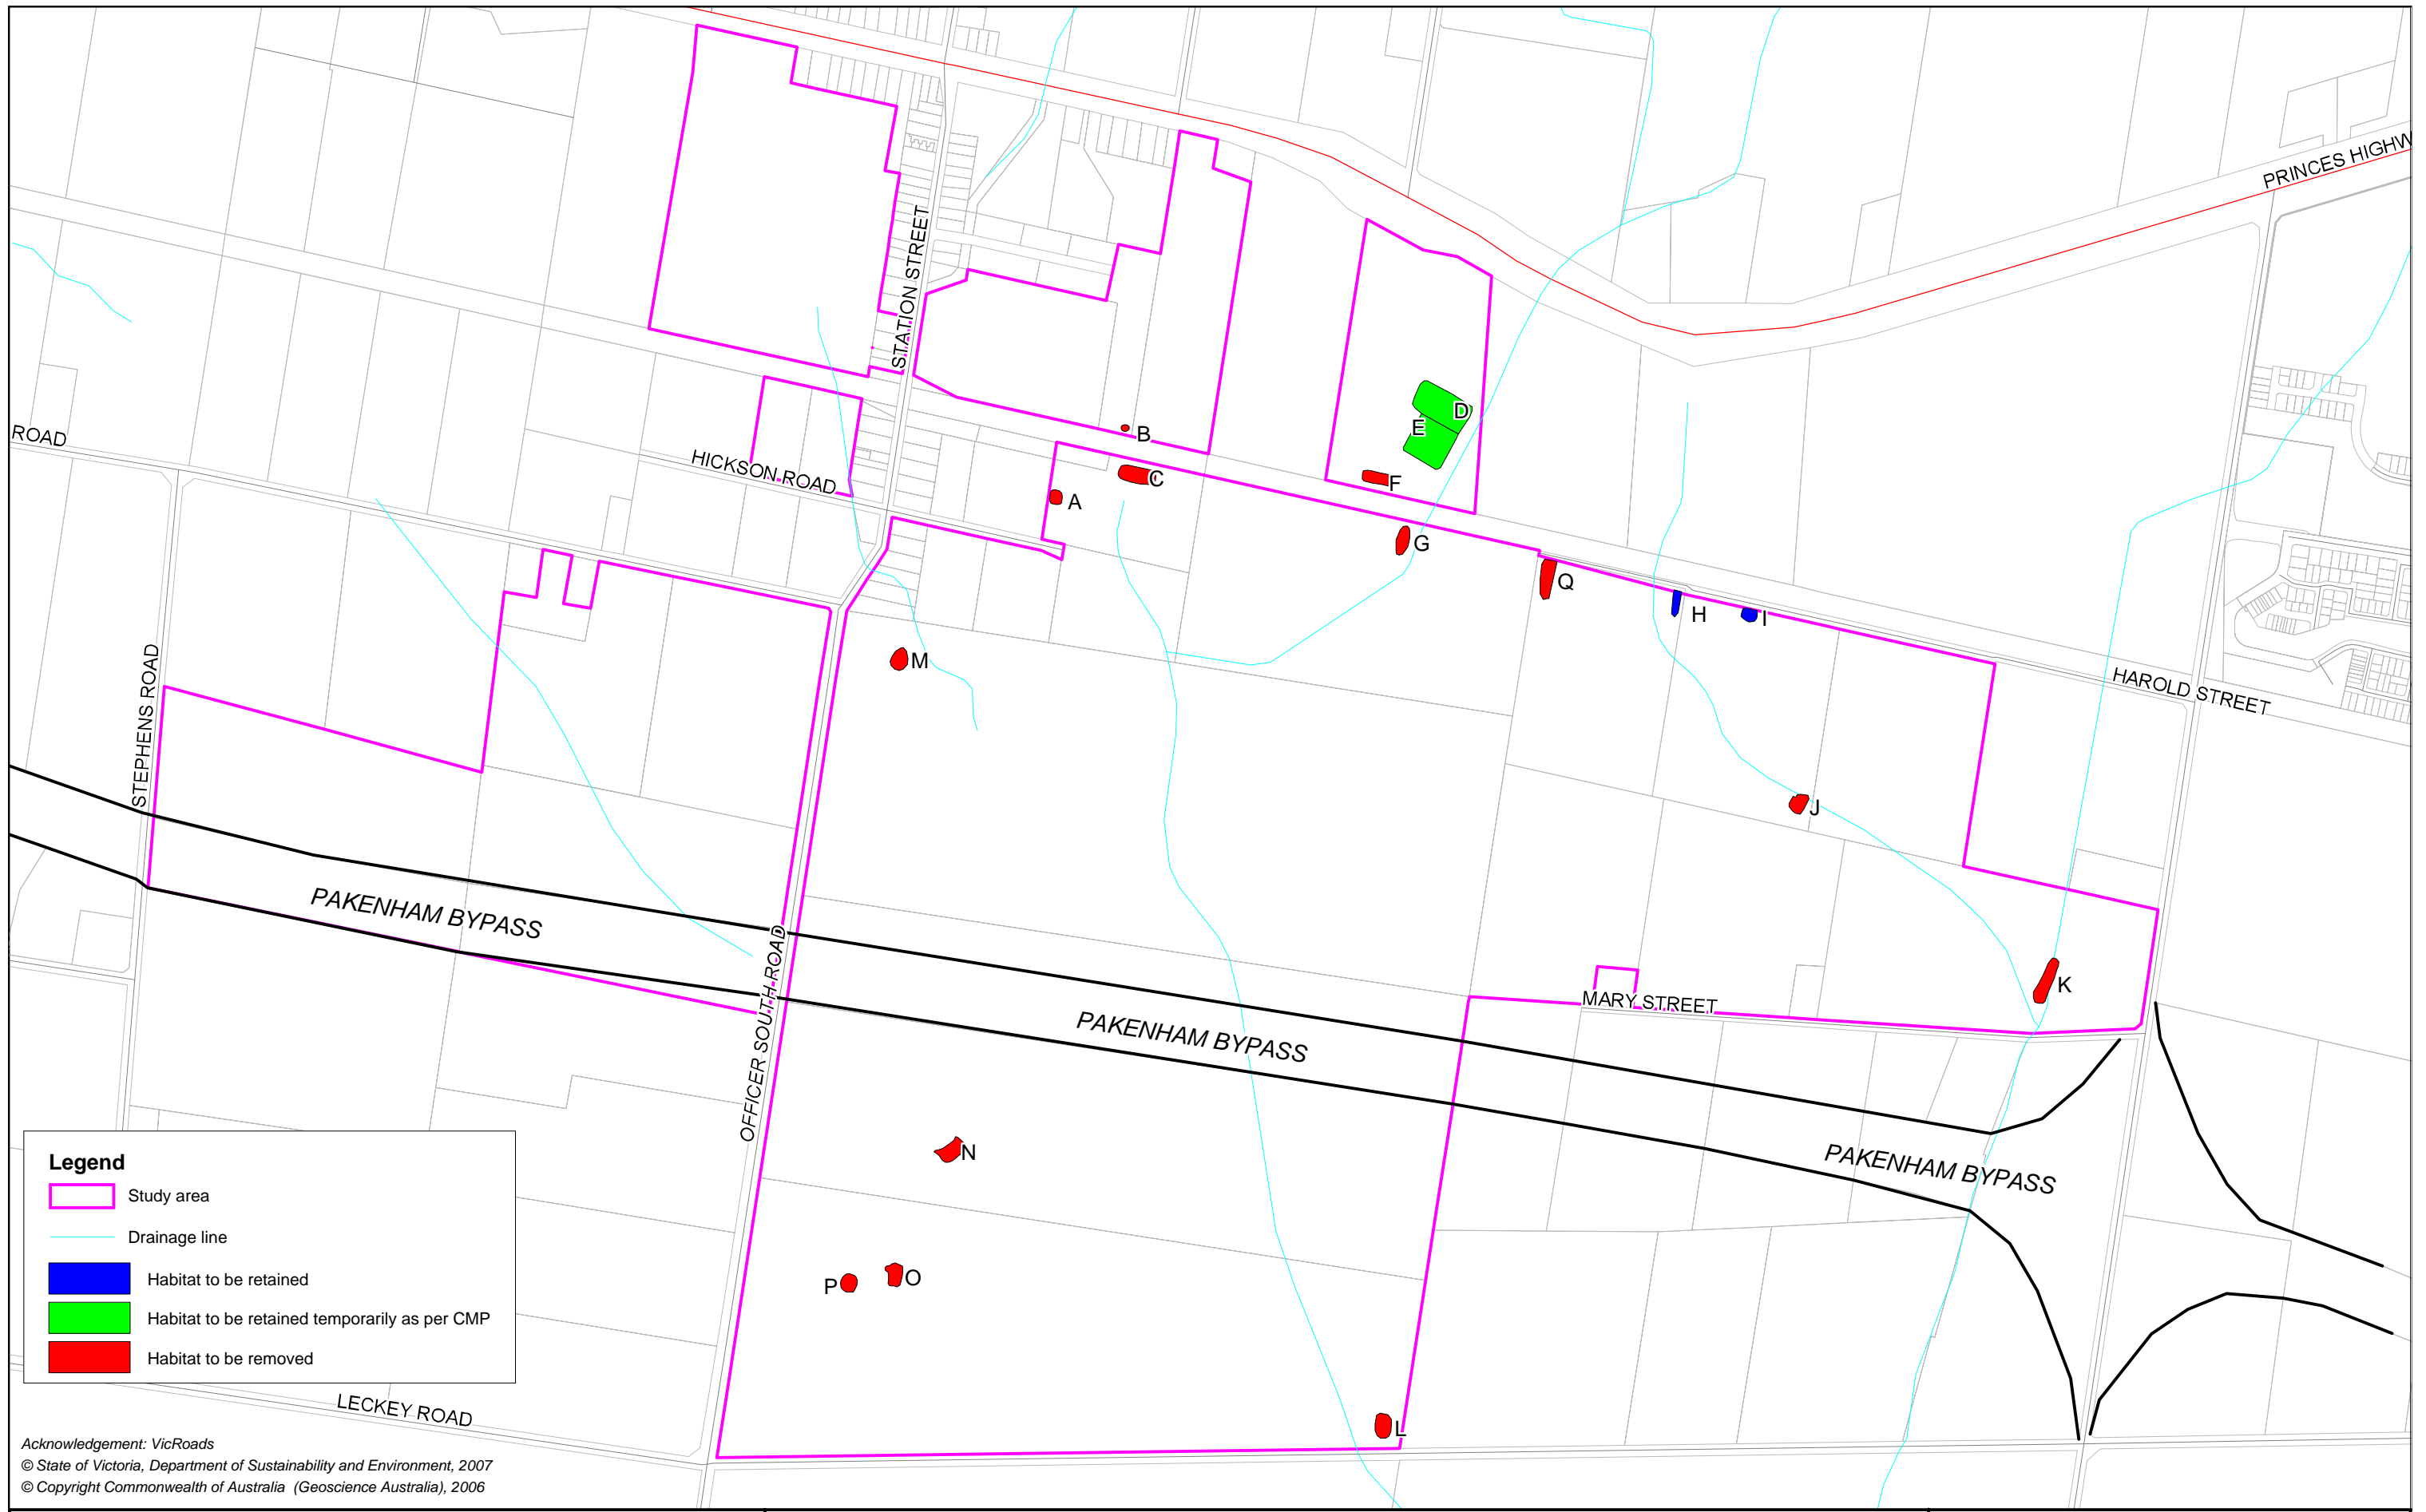 PRINCES HIGHW
STATION STREET
D
E
B
ROAD
HICKSON ROAD
C
F
A
G
Q
H
I
STEPHENS ROAD
M
HAROLD STREET
J
PAKENHAM BYPASS
OFFICER SOUTH ROAD
K
MARY STREET
PAKENHAM BYPASS
PAKENHAM BYPASS
N
P
O
L
Legend
Study area
Drainage line
Habitat to be retained
Habitat to be retained temporarily as per CMP
Habitat to be removed
LECKEY ROAD
Acknowledgement: VicRoads
© State of Victoria, Department of Sustainability and Environment, 2007
© Copyright Commonwealth of Australia (Geoscience Australia), 2006